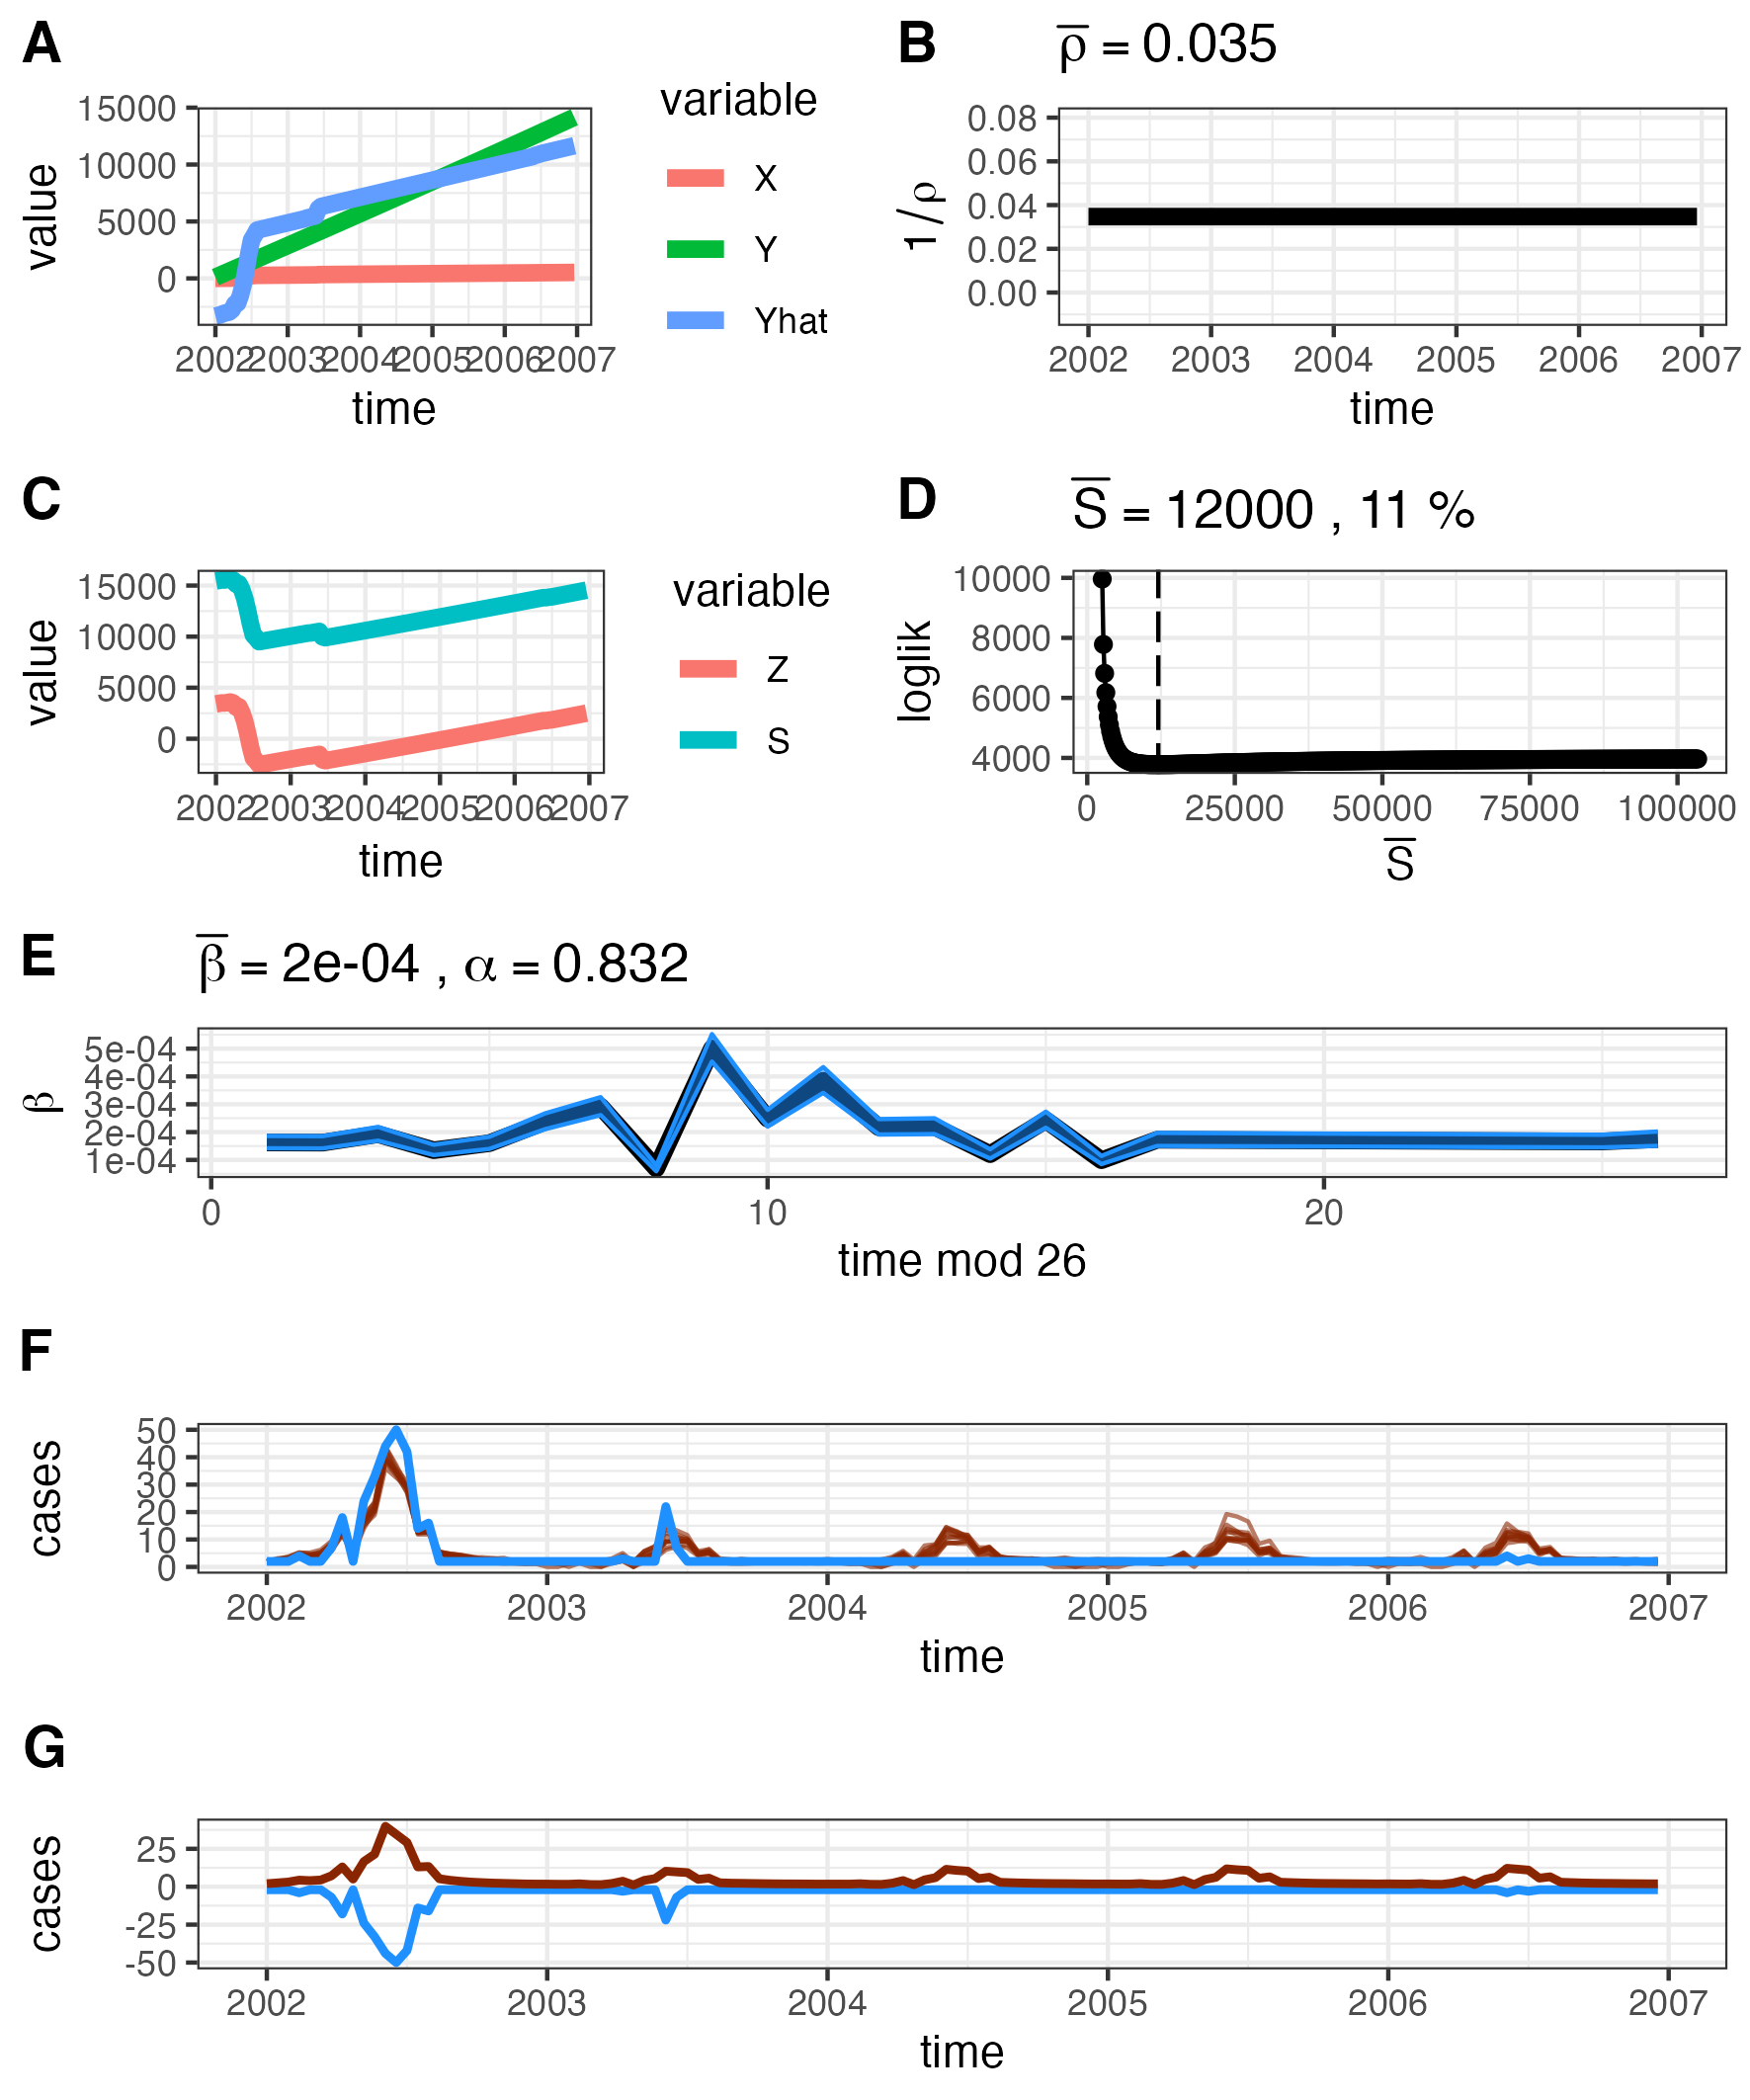 A
variable
15000
10000
5000
0
value
2002 2003 2004 2005 2006 2007
time
X
Y
Yhat
B
ρ̅ = 0.035
0.08
0.06
0.04
0.02
0.00
1/ρ
2002 2003 2004 2005 2006 2007
time
C
15000
10000
5000
0
value
2002 2003 2004 2005 2006 2007
time
variable
Z
S
D
S̅ = 12000 , 11 %
10000
8000
6000
4000
loglik
0 25000 50000 75000 100000
S̅
E
β̅ = 2e-04 , α = 0.832
5e-04
4e-04
3e-04
2e-04
1e-04
β
0 10 20
time mod 26
F
50
40
30
20
10
0
cases
2002 2003 2004 2005 2006 2007
time
G
25
0
-25
-50
cases
2002 2003 2004 2005 2006 2007
time